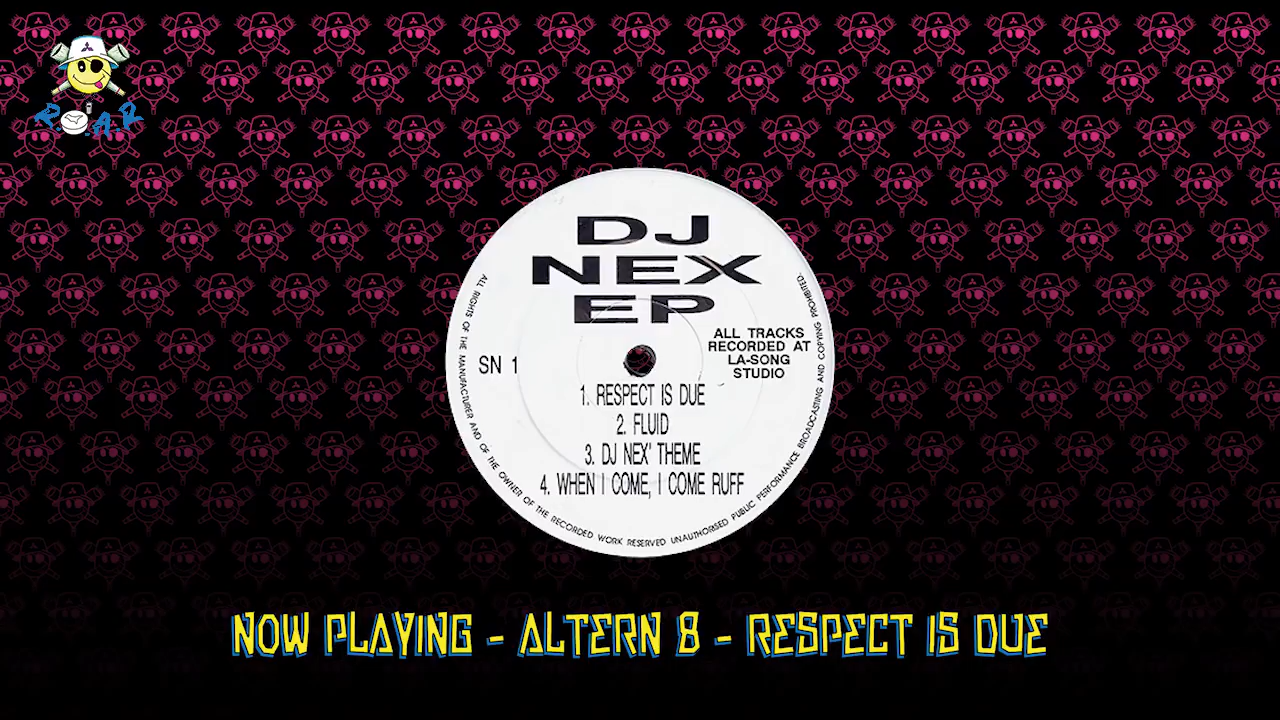 R.O.A.R
DJ
NEX
EP
SN 1
ALL TRACKS
RECORDED AT
LA-SONG
STUDIO
1. RESPECT IS DUE
2. FLUID
3. DJ NEX' THEME
4. WHEN I COME, I COME RUFF
ALL RIGHTS OF THE MANUFACTURER AND OF THE OWNER OF THE RECORDED WORK RESERVED UNAUTHORISED PUBLIC PERFORMANCE BROADCASTING AND COPYING PROHIBITED.
NOW PLAYING - ALTERN 8 - RESPECT IS DUE